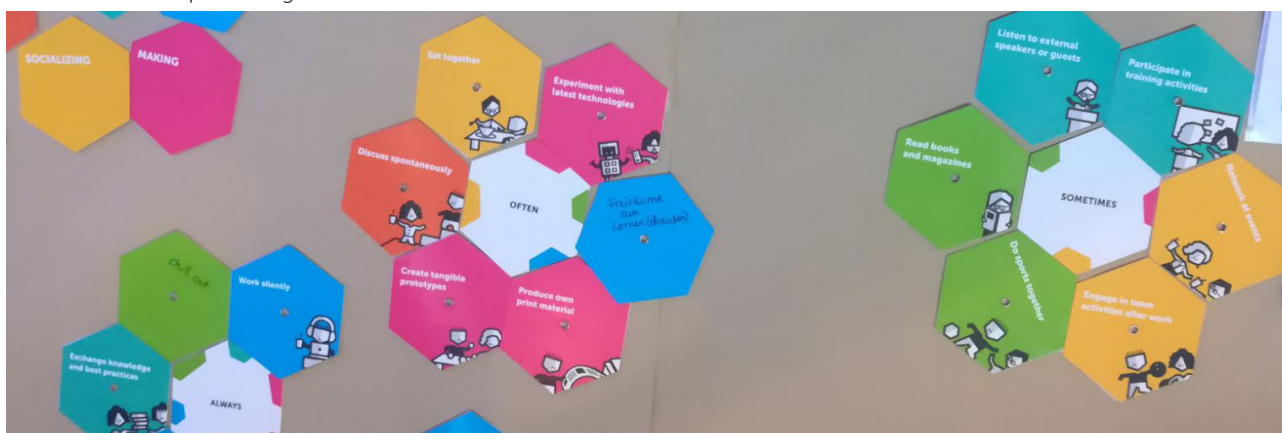 SOCIALIZING
MAKING
Eat together
Experiment with
latest technologies
Discuss spontaneously
OFTEN
Freiräume
zum
Lernen (draußen)
Create tangible
prototypes
Produce own
print material
chill out
Work silently
Exchange knowledge
and best practices
ALWAYS
Listen to external
speakers or guests
Participate in
training activities
Read books
and magazines
SOMETIMES
Network at events
Do sports together
Engage in team
activities after work